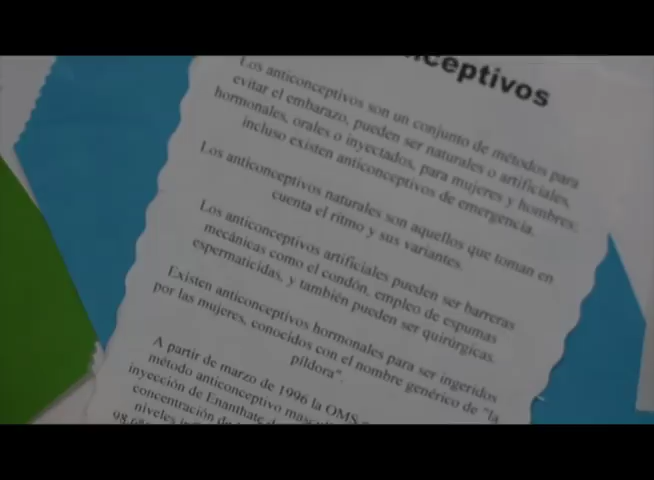 nceptivos
Los anticonceptivos son un conjunto de métodos para
evitar el embarazo, pueden ser naturales o artificiales,
hormonales, orales o inyectados, para mujeres y hombres;
incluso existen anticonceptivos de emergencia.
Los anticonceptivos naturales son aquellos que toman en
cuenta el ritmo y sus variantes.
Los anticonceptivos artificiales pueden ser barreras
mecánicas como el condón, empleo de espumas
espermaticidas, y también pueden ser quirúrgicas.
Existen anticonceptivos hormonales para ser ingeridos
por las mujeres, conocidos con el nombre genérico de "la
píldora".
A partir de marzo de 1996 la OMS
método anticonceptivo
inyección de Enanthate
concentración de
niveles